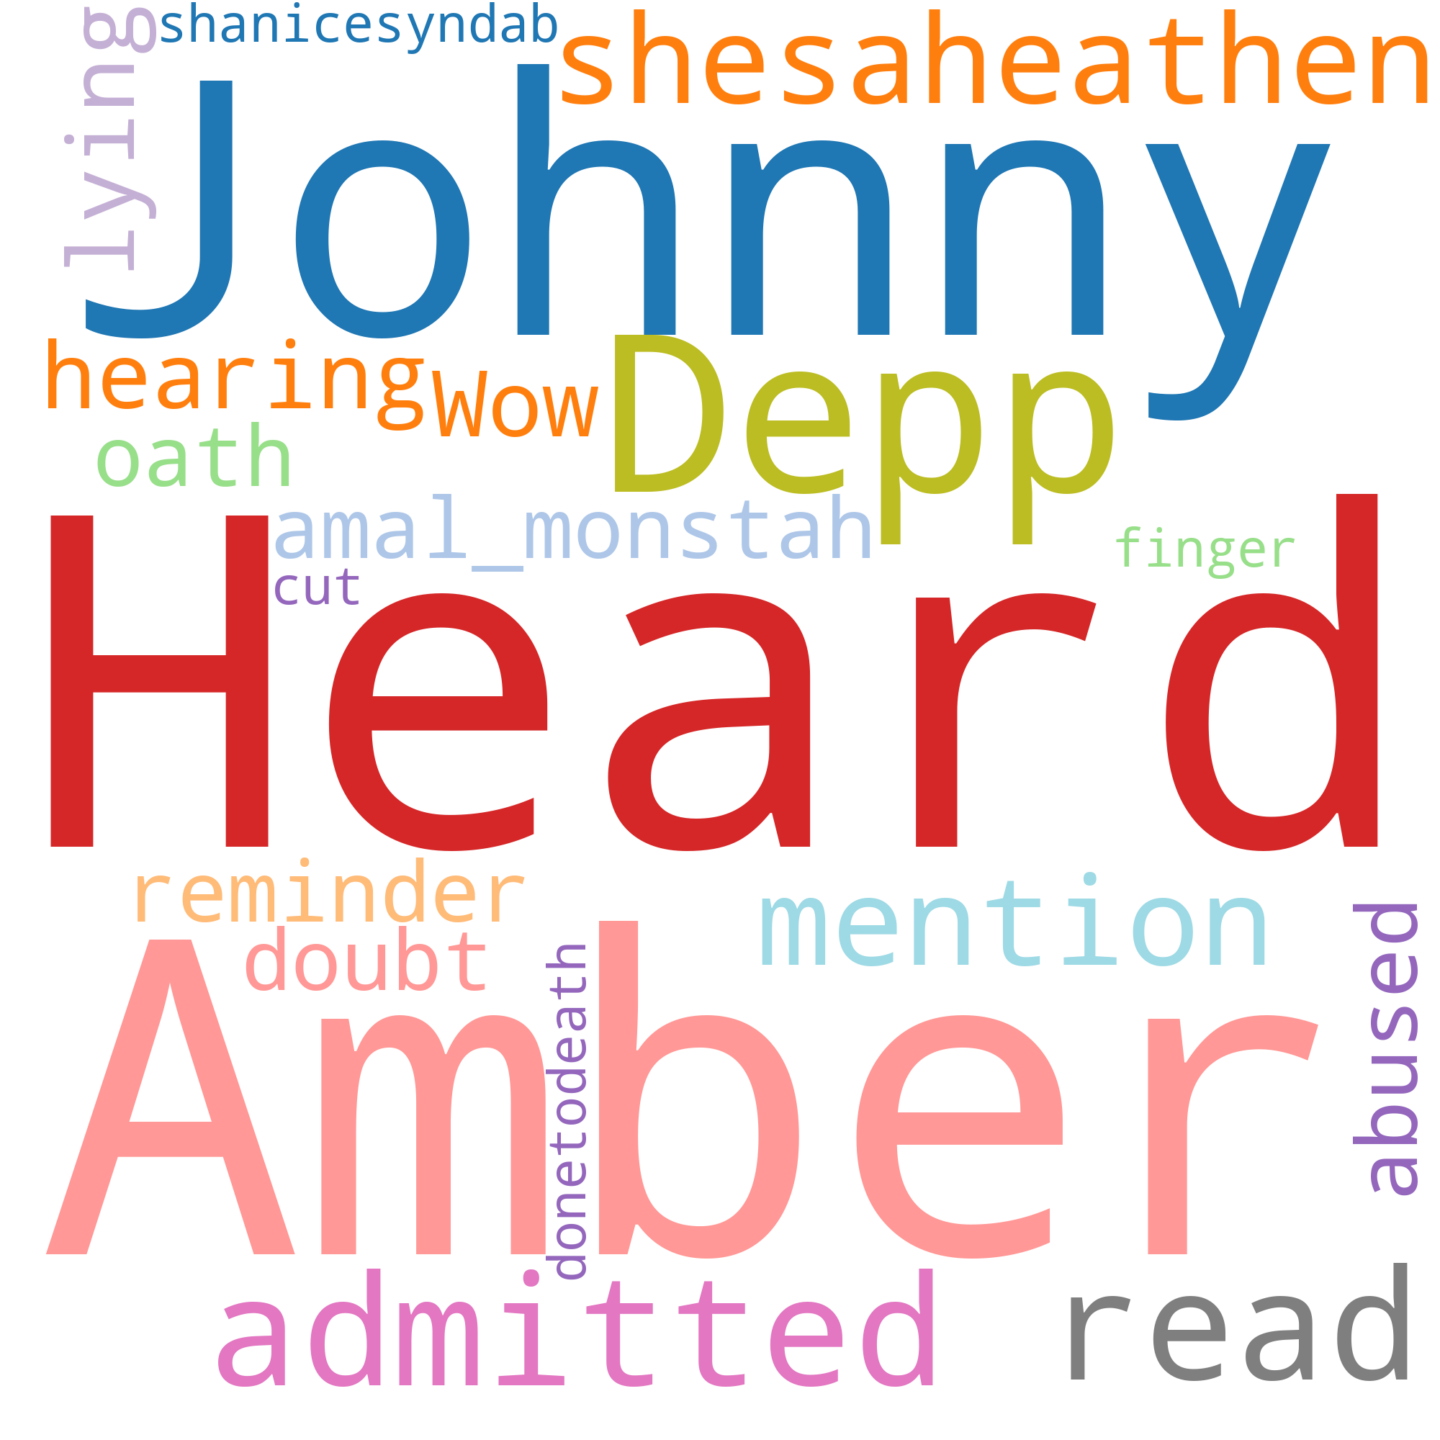 lying
shanicesyndab
shesaheathen
Johnny
hearing
Wow
Depp
oath
amal_monstah
finger
cut
Heard
reminder
mention
doubt
abused
donetodeath
Amber
admitted
read